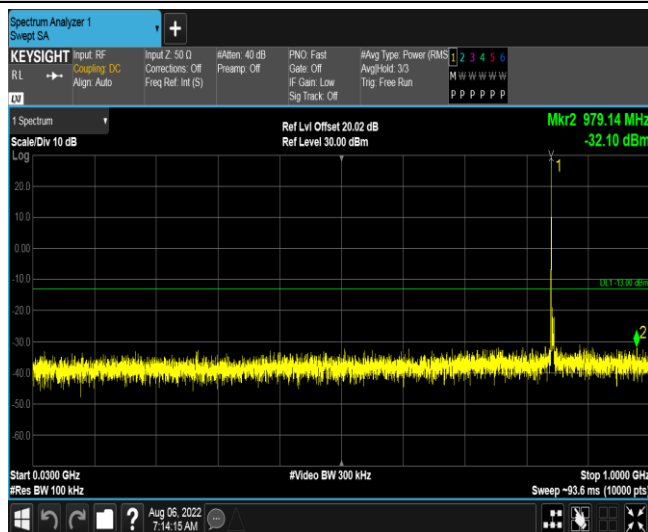 Spectrum Analyzer 1
Swept SA
+
KEYSIGHT
RL
LXI
Input: RF
Coupling: DC
Align: Auto
Input Z: 50 Ω
Corrections: Off
Freq Ref: Int (S)
#Atten: 40 dB
Preamp: Off
PNO: Fast
Gate: Off
IF Gain: Low
Sig Track: Off
#Avg Type: Power (RMS
Avg|Hold: 3/3
Trig: Free Run
1 2 3 4 5 6
M W W W W W
P P P P P P
1 Spectrum
Scale/Div 10 dB
Log
Ref Lvl Offset 20.02 dB
Ref Level 30.00 dBm
Mkr2 979.14 MHz
-32.10 dBm
1
20.0
10.0
0.00
-10.0
DL1 -13.00 dBm
-20.0
2
-30.0
-40.0
-50.0
-60.0
Start 0.0300 GHz
#Res BW 100 kHz
#Video BW 300 kHz
Stop 1.0000 GHz
Sweep ~93.6 ms (10000 pts)
?
Aug 06, 2022
7:14:15 AM